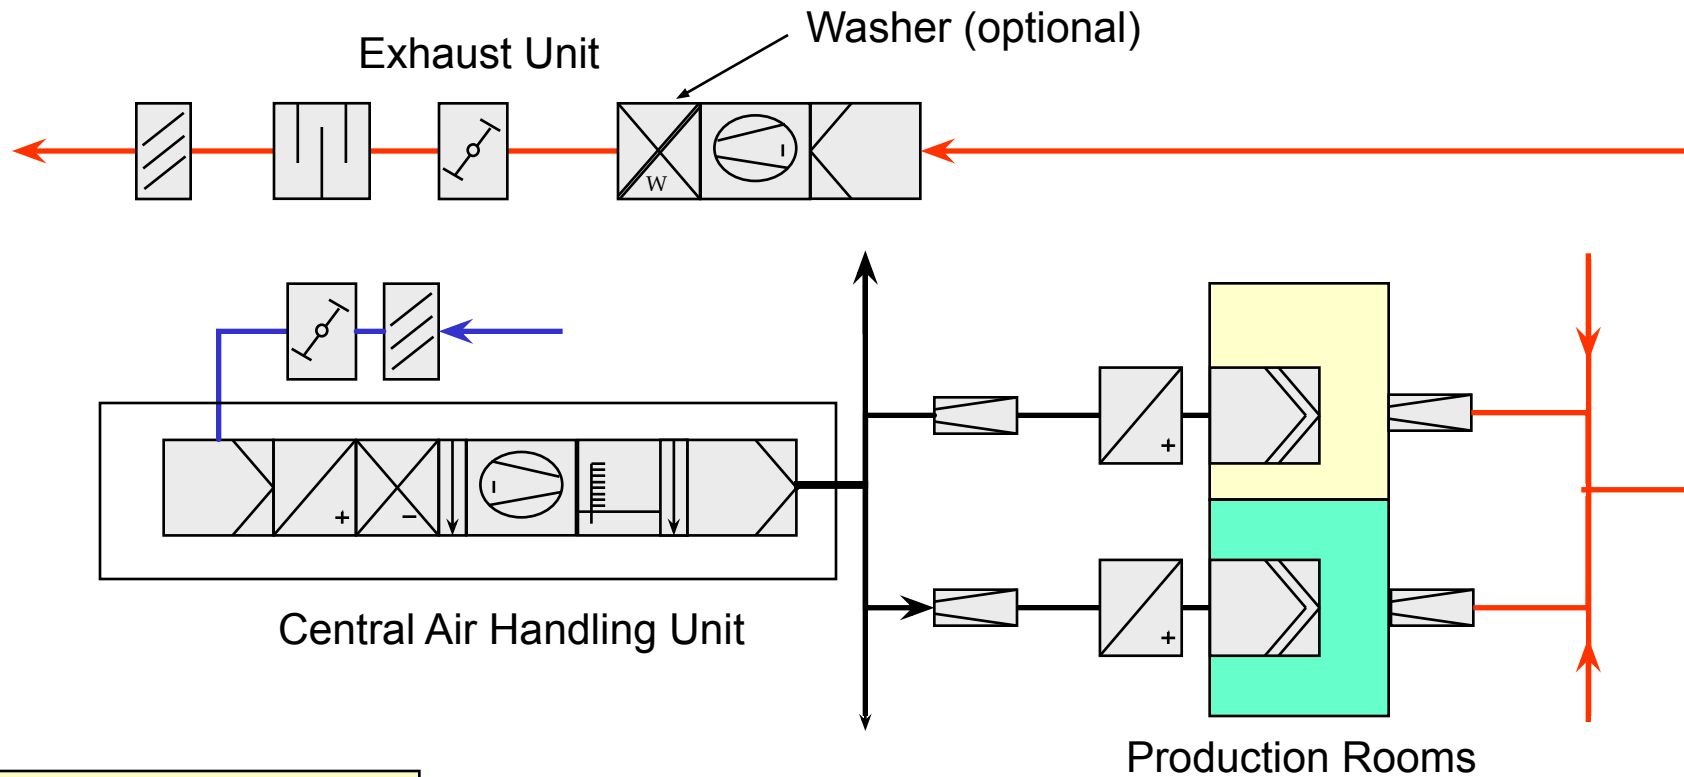 Washer (optional)
Exhaust Unit
W
+
−
+
+
Central Air Handling Unit
Production Rooms